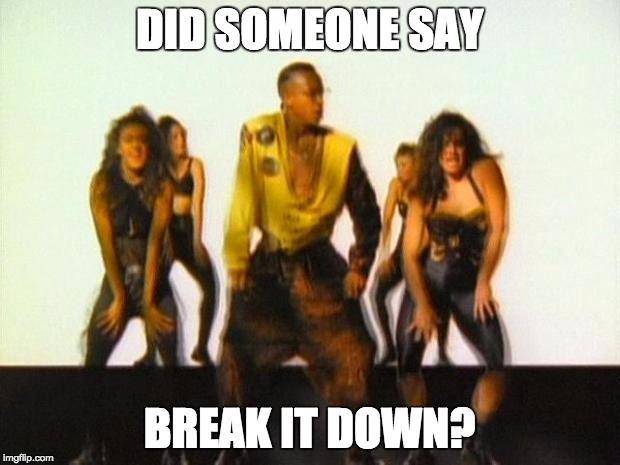 DID SOMEONE SAY
BREAK IT DOWN?
imgflip.com